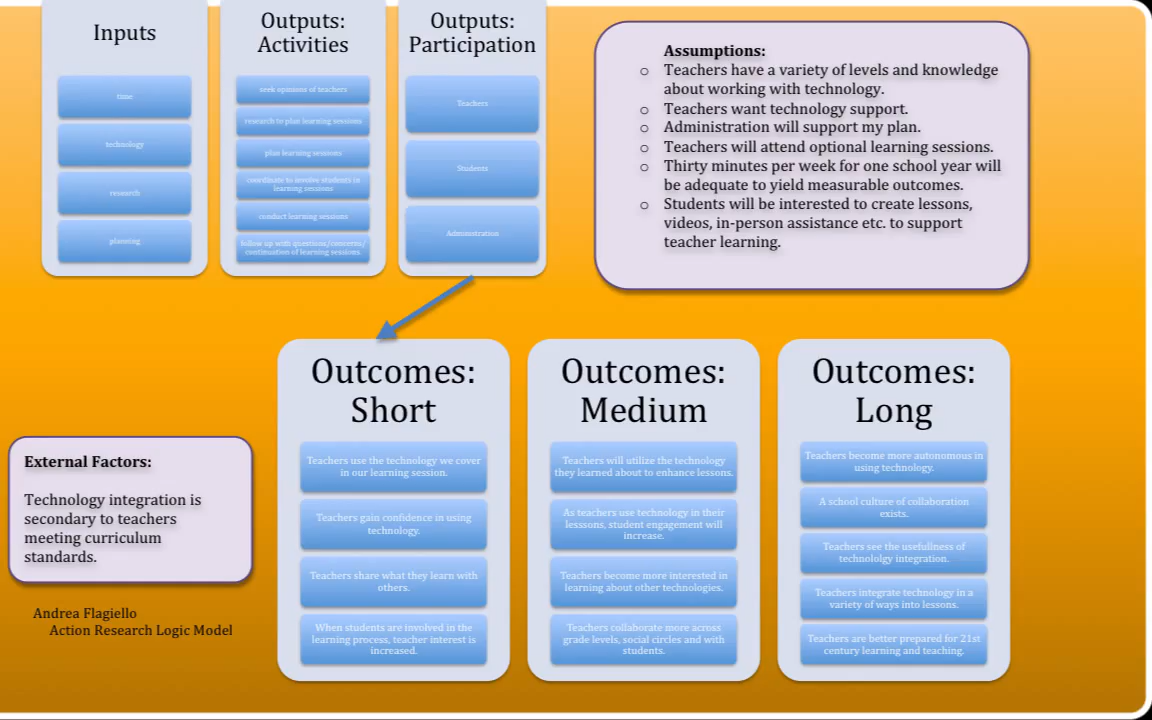 Inputs
time
technology
research
planning
Outputs:
Activities
seek opinions of teachers
research to plan learning sessions
plan learning sessions
coordinate to involve students in
learning sessions
conduct learning sessions
follow up with questions/concerns/
continuation of learning sessions.
Outputs:
Participation
Teachers
Students
Administration
Assumptions:
○ Teachers have a variety of levels and knowledge
about working with technology.
○ Teachers want technology support.
○ Administration will support my plan.
○ Teachers will attend optional learning sessions.
○ Thirty minutes per week for one school year will
be adequate to yield measurable outcomes.
○ Students will be interested to create lessons,
videos, in-person assistance etc. to support
teacher learning.
Outcomes:
Short
Teachers use the technology we cover
in our learning session.
Teachers gain confidence in using
technology.
Teachers share what they learn with
others.
When students are involved in the
learning process, teacher interest is
increased.
Outcomes:
Medium
Teachers will utilize the technology
they learned about to enhance lessons.
As teachers use technology in their
lesssons, student engagement will
increase.
Teachers become more interested in
learning about other technologies.
Teachers collaborate more across
grade levels, social circles and with
students.
Outcomes:
Long
Teachers become more autonomous in
using technology.
A school culture of collaboration
exists.
Teachers see the usefullness of
technololgy integration.
Teachers integrate technology in a
variety of ways into lessons.
Teachers are better prepared for 21st
century learning and teaching.
External Factors:
Technology integration is
secondary to teachers
meeting curriculum
standards.
Andrea Flagiello
Action Research Logic Model